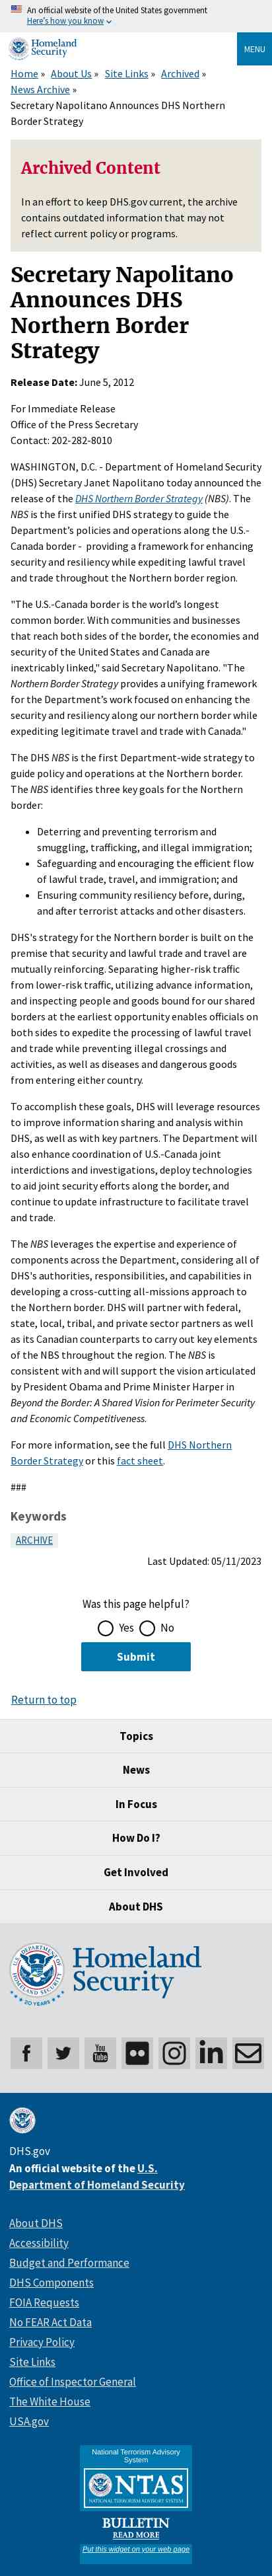 An official website of the United States government
Here's how you know
Homeland
Security
MENU
Home » About Us » Site Links » Archived »
News Archive »
Secretary Napolitano Announces DHS Northern
Border Strategy
Archived Content
In an effort to keep DHS.gov current, the archive
contains outdated information that may not
reflect current policy or programs.
Secretary Napolitano
Announces DHS
Northern Border
Strategy
Release Date: June 5, 2012
For Immediate Release
Office of the Press Secretary
Contact: 202-282-8010
WASHINGTON, D.C. - Department of Homeland Security
(DHS) Secretary Janet Napolitano today announced the
release of the DHS Northern Border Strategy (NBS). The
NBS is the first unified DHS strategy to guide the
Department's policies and operations along the U.S.-
Canada border - providing a framework for enhancing
security and resiliency while expediting lawful travel
and trade throughout the Northern border region.
"The U.S.-Canada border is the world's longest
common border. With communities and businesses
that reach both sides of the border, the economies and
security of the United States and Canada are
inextricably linked," said Secretary Napolitano. "The
Northern Border Strategy provides a unifying framework
for the Department to enhance our border security while
expediting legitimate travel and trade with Canada."
The DHS NBS is the first Department-wide strategy to
guide policy and operations at the Northern border. The
The NBS identifies three key goals for the Northern
border:
Deterring and preventing terrorism and
smuggling, trafficking, and illegal immigration;
Safeguarding and encouraging the efficient flow
of lawful trade, travel, and immigration; and
Ensuring community resiliency before, during,
and after terrorist attacks and other disasters.
DHS's strategy for the Northern border is built on the
premise that security and lawful trade and travel are
mutually reinforcing. Separating higher-risk traffic
from lower-risk traffic, utilizing advance information,
and inspecting people and goods bound for our shared
borders at the earliest opportunity enables officials on
both sides to expedite the processing of lawful travel
and trade while preventing illegal crossings and
activity, as well as diseases and dangerous goods
from entering either country.
To accomplish these goals, DHS will leverage resources
to improve information sharing and analysis within
DHS, as well as with key partners. The Department will
also enhance coordination of U.S.-Canada joint
interdictions and investigations, deploy technologies
to aid joint security efforts along the border, and
continue to update infrastructure to facilitate travel
and trade.
The NBS leverages the expertise and experience of
components across the Department, considering all of
DHS's authorities, responsibilities, and capabilities in
developing a cross-cutting all-missions approach to
the Northern border. DHS will partner with federal,
state, local, tribal, and private sector partners as well
as its Canadian counterparts to carry out key elements
of the NBS throughout the region. The NBS is
consistent with and will support the vision articulated
by President Obama and Prime Minister Harper in
Beyond the Border: A Shared Vision for Perimeter Security
and Economic Competitiveness.
For more information, see the full DHS Northern
Border Strategy or this fact sheet.
###
Keywords
ARCHIVE
Last Updated: 05/11/2023
Was this page helpful?
Yes No
Submit
Return to top
Topics
News
In Focus
How Do I?
Get Involved
About DHS
U.S. DEPARTMENT OF HOMELAND SECURITY
20 YEARS
Homeland
Security
You
Tube
in
DHS.gov
An official website of the U.S.
Department of Homeland Security
About DHS
Accessibility
Budget and Performance
DHS Components
FOIA Requests
No FEAR Act Data
Privacy Policy
Site Links
Office of Inspector General
The White House
USA.gov
National Terrorism Advisory
System
NTAS
NATIONAL TERRORISM ADVISORY SYSTEM
BULLETIN
READ MORE
Put this widget on your web page